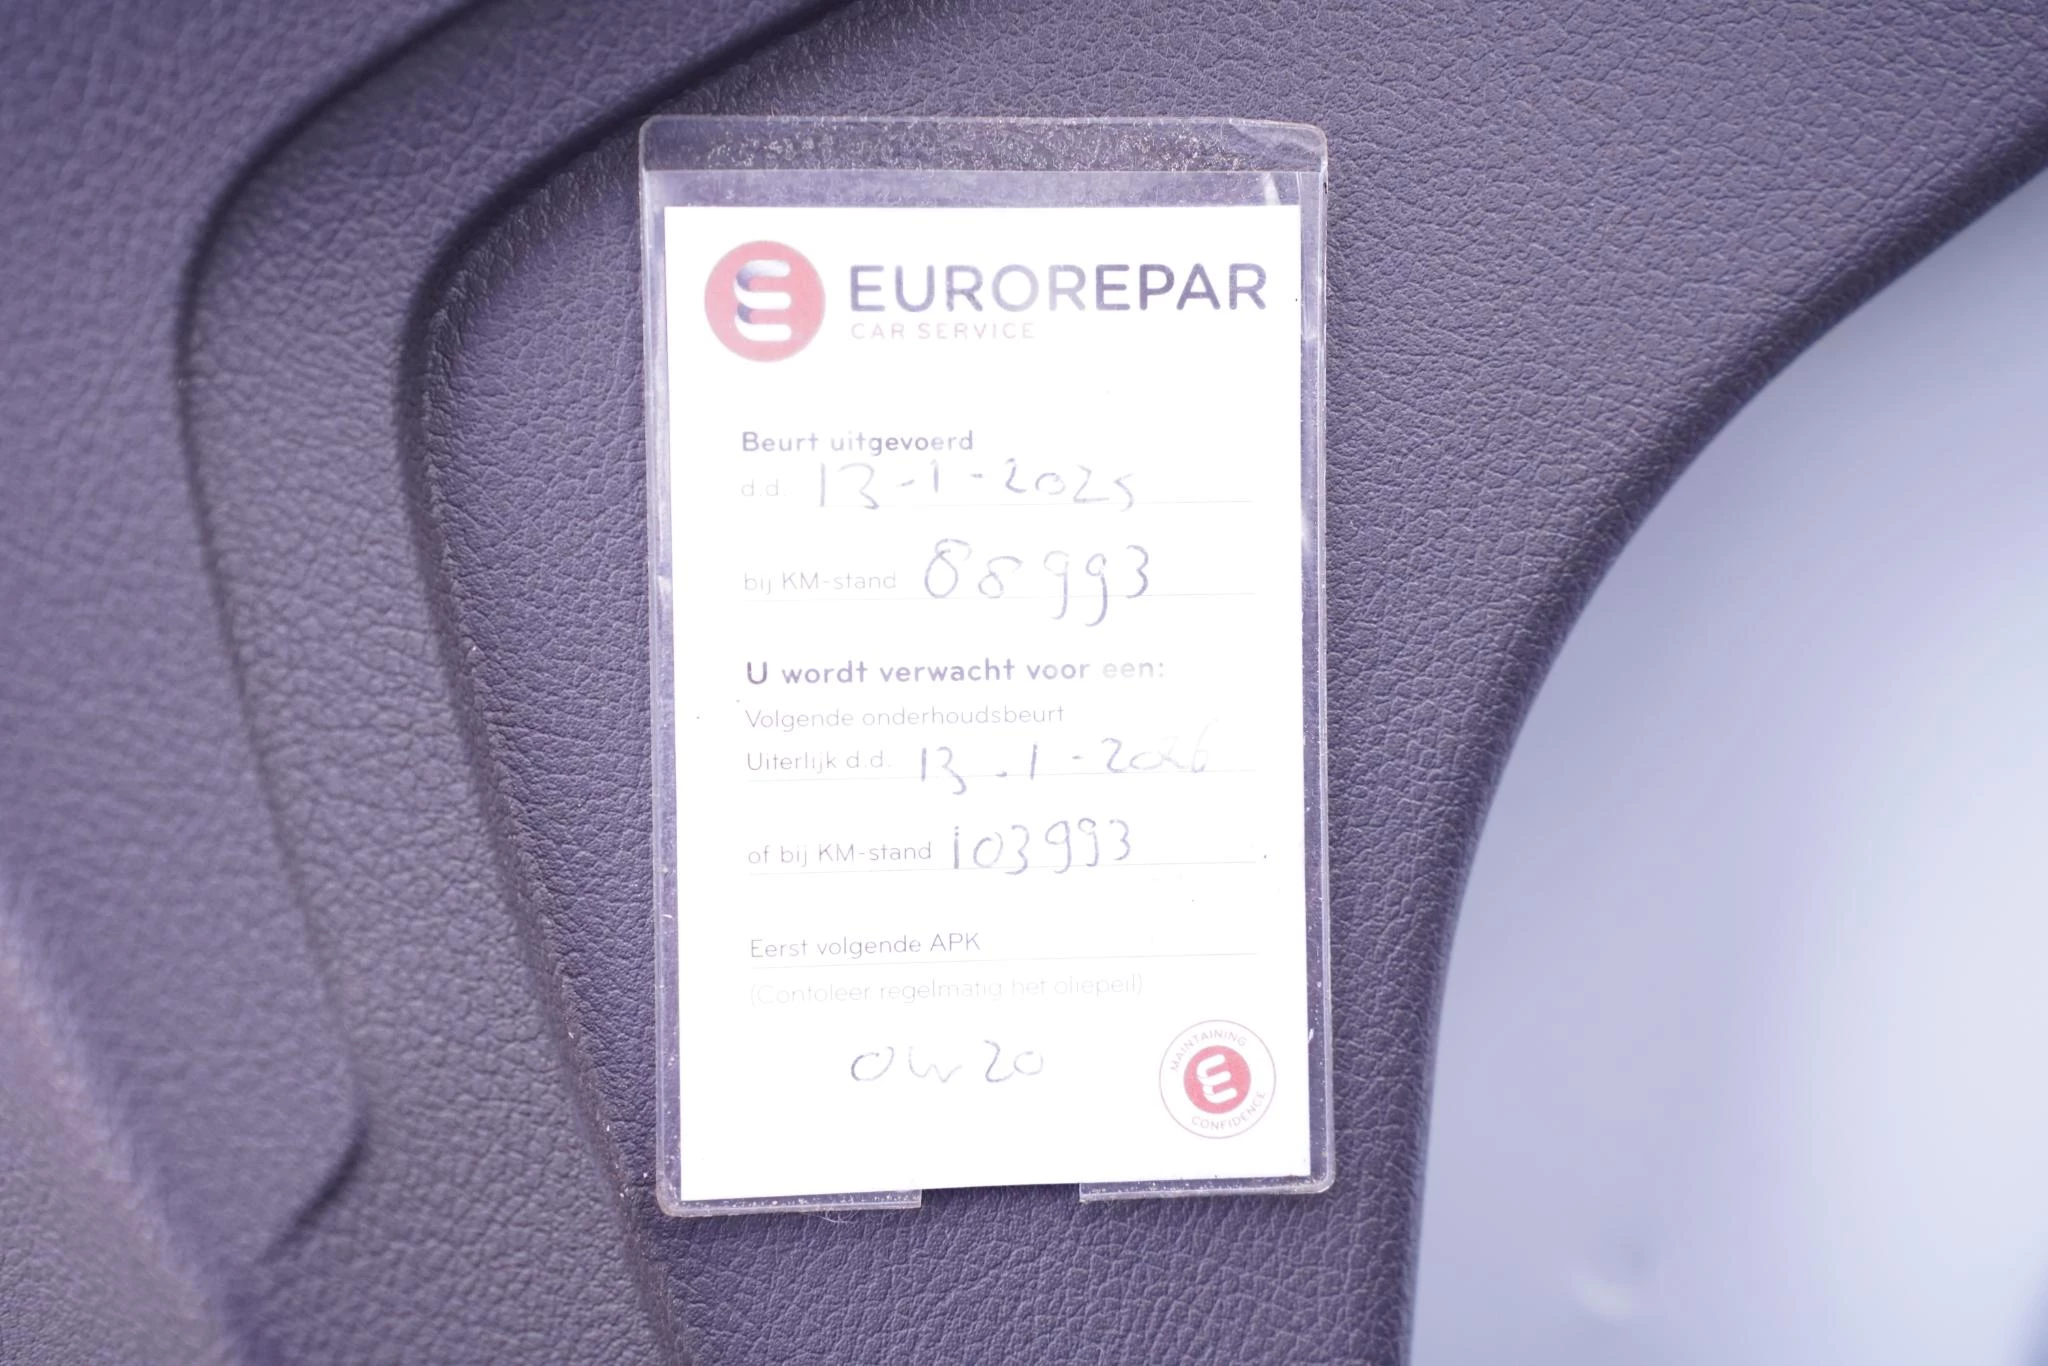 EUROREPAR
CAR SERVICE
Beurt uitgevoerd
d.d. 13-1-2025
bij KM-stand 88993
U wordt verwacht voor een:
Volgende onderhoudsbeurt
Uiterlijk d.d. 13-1-2026
of bij KM-stand 103993
Eerst volgende APK
(Contoleer regelmatig het oliepeil)
0W20
MAINTAINING
CONFIDENCE